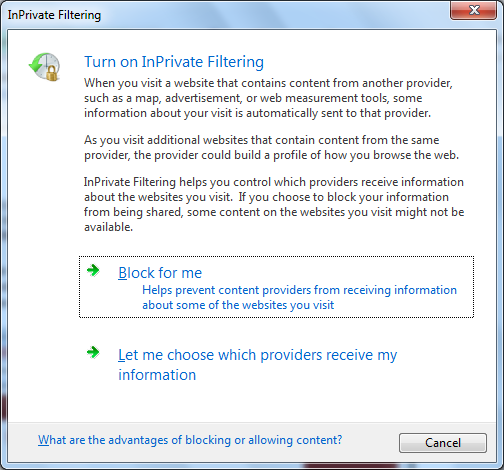 InPrivate Filtering
Turn on InPrivate Filtering
When you visit a website that contains content from another provider,
such as a map, advertisement, or web measurement tools, some
information about your visit is automatically sent to that provider.
As you visit additional websites that contain content from the same
provider, the provider could build a profile of how you browse the web.
InPrivate Filtering helps you control which providers receive information
about the websites you visit.  If you choose to block your information
from being shared, some content on the websites you visit might not be
available.
Block for me
Helps prevent content providers from receiving information
about some of the websites you visit
Let me choose which providers receive my
information
What are the advantages of blocking or allowing content?
Cancel